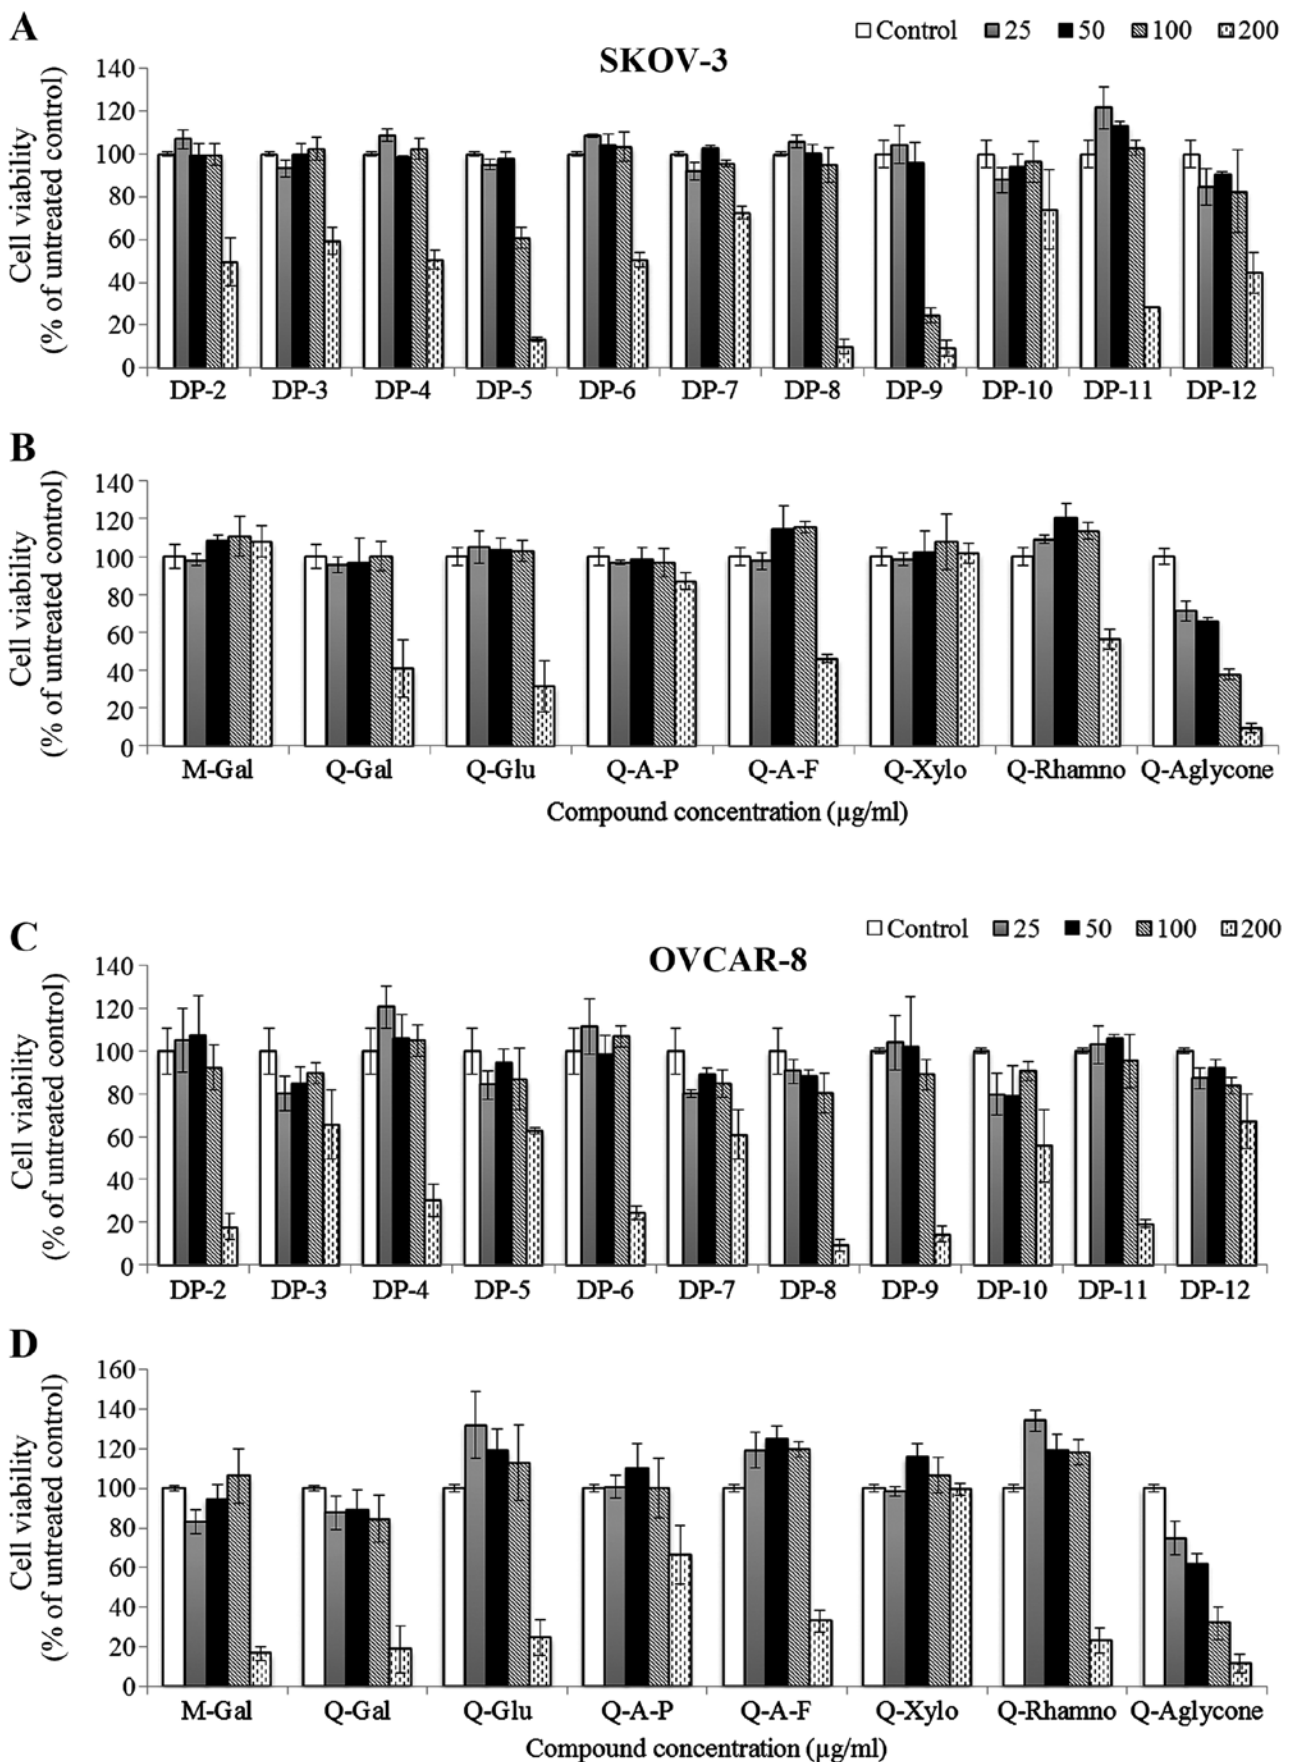 A
Control 25 50 100 200
SKOV-3
Cell viability
(% of untreated control)
140
120
100
80
60
40
20
0
DP-2 DP-3 DP-4 DP-5 DP-6 DP-7 DP-8 DP-9 DP-10 DP-11 DP-12
B
Cell viability
(% of untreated control)
140
120
100
80
60
40
20
0
M-Gal Q-Gal Q-Glu Q-A-P Q-A-F Q-Xylo Q-Rhamno Q-Aglycone
Compound concentration (µg/ml)
C
Control 25 50 100 200
OVCAR-8
Cell viability
(% of untreated control)
140
120
100
80
60
40
20
0
DP-2 DP-3 DP-4 DP-5 DP-6 DP-7 DP-8 DP-9 DP-10 DP-11 DP-12
D
Cell viability
(% of untreated control)
160
140
120
100
80
60
40
20
0
M-Gal Q-Gal Q-Glu Q-A-P Q-A-F Q-Xylo Q-Rhamno Q-Aglycone
Compound concentration (µg/ml)